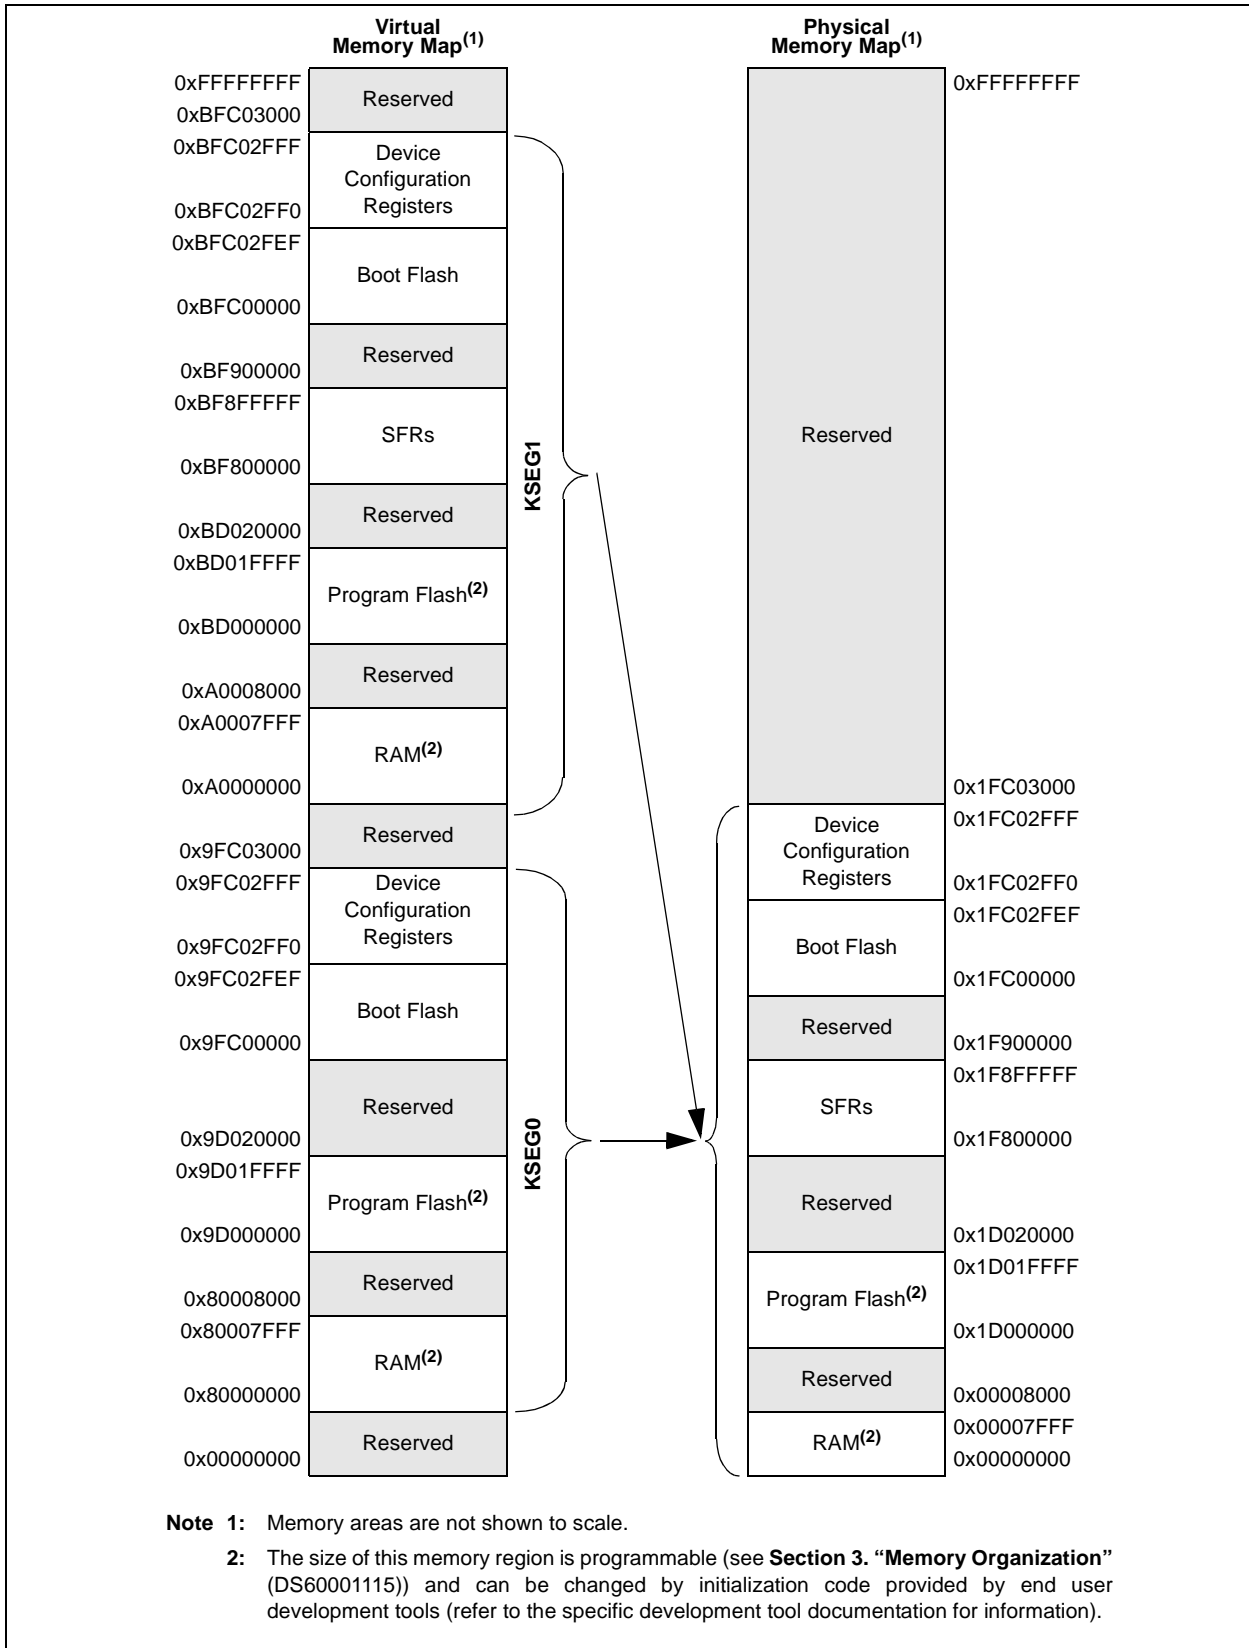 Virtual
Memory Map(1)
0xFFFFFFFF
Reserved
0xBFC03000
0xBFC02FFF
Device
Configuration
Registers
0xBFC02FF0
0xBFC02FEF
Boot Flash
0xBFC00000
Reserved
0xBF900000
0xBF8FFFFF
SFRs
0xBF800000
Reserved
0xBD020000
0xBD01FFFF
Program Flash(2)
0xBD000000
Reserved
0xA0008000
0xA0007FFF
RAM(2)
0xA0000000
Reserved
0x9FC03000
0x9FC02FFF
Device
Configuration
Registers
0x9FC02FF0
0x9FC02FEF
Boot Flash
0x9FC00000
Reserved
0x9D020000
0x9D01FFFF
Program Flash(2)
0x9D000000
Reserved
0x80008000
0x80007FFF
RAM(2)
0x80000000
Reserved
0x00000000
KSEG1
KSEG0
Physical
Memory Map(1)
0xFFFFFFFF
Reserved
0x1FC03000
0x1FC02FFF
Device
Configuration
Registers
0x1FC02FF0
0x1FC02FEF
Boot Flash
0x1FC00000
Reserved
0x1F900000
0x1F8FFFFF
SFRs
0x1F800000
Reserved
0x1D020000
0x1D01FFFF
Program Flash(2)
0x1D000000
Reserved
0x00008000
0x00007FFF
RAM(2)
0x00000000
Note 1: Memory areas are not shown to scale.
2: The size of this memory region is programmable (see Section 3. “Memory Organization”
(DS60001115)) and can be changed by initialization code provided by end user
development tools (refer to the specific development tool documentation for information).